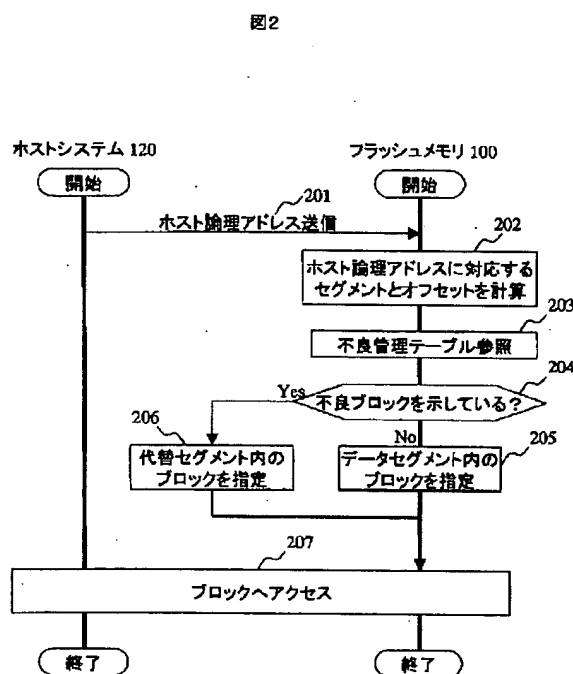 図2
ホストシステム 120
フラッシュメモリ 100
開始
開始
201
ホスト論理アドレス送信
202
ホスト論理アドレスに対応する
セグメントとオフセットを計算
203
不良管理テーブル参照
204
不良ブロックを示している?
Yes
No
206
代替セグメント内の
ブロックを指定
205
データセグメント内の
ブロックを指定
207
ブロックへアクセス
終了
終了